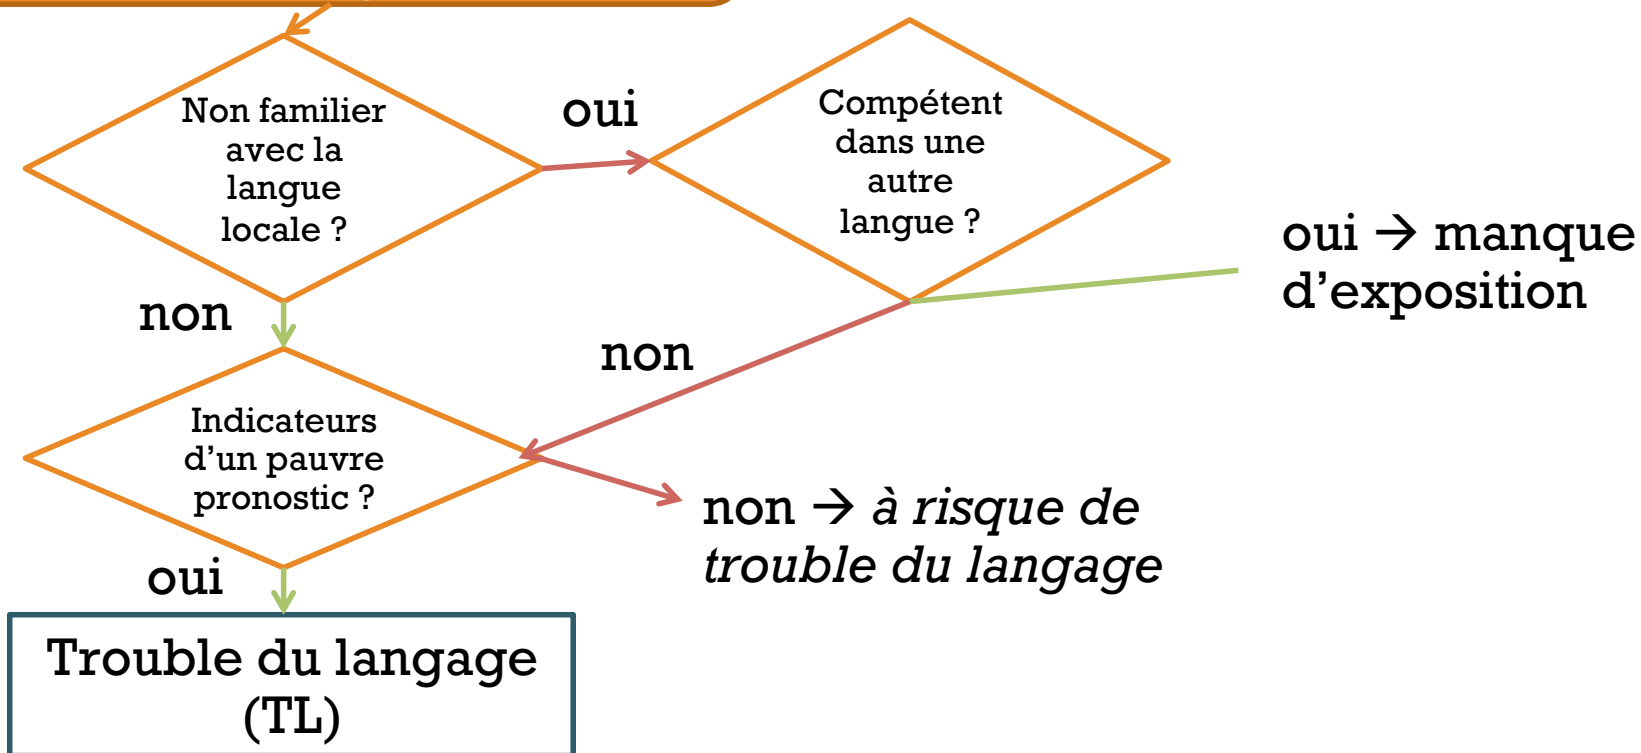 Non familier
avec la
langue
locale ?
oui
Compétent
dans une
autre
langue ?
oui → manque
d’exposition
non
non
Indicateurs
d’un pauvre
pronostic ?
non → à risque de
trouble du langage
oui
Trouble du langage
(TL)